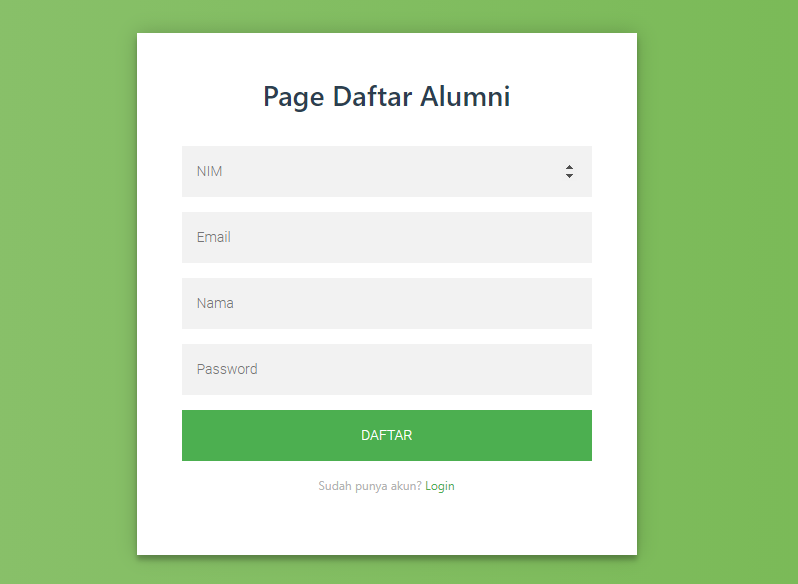 Page Daftar Alumni
NIM
Email
Nama
Password
DAFTAR
Sudah punya akun? Login